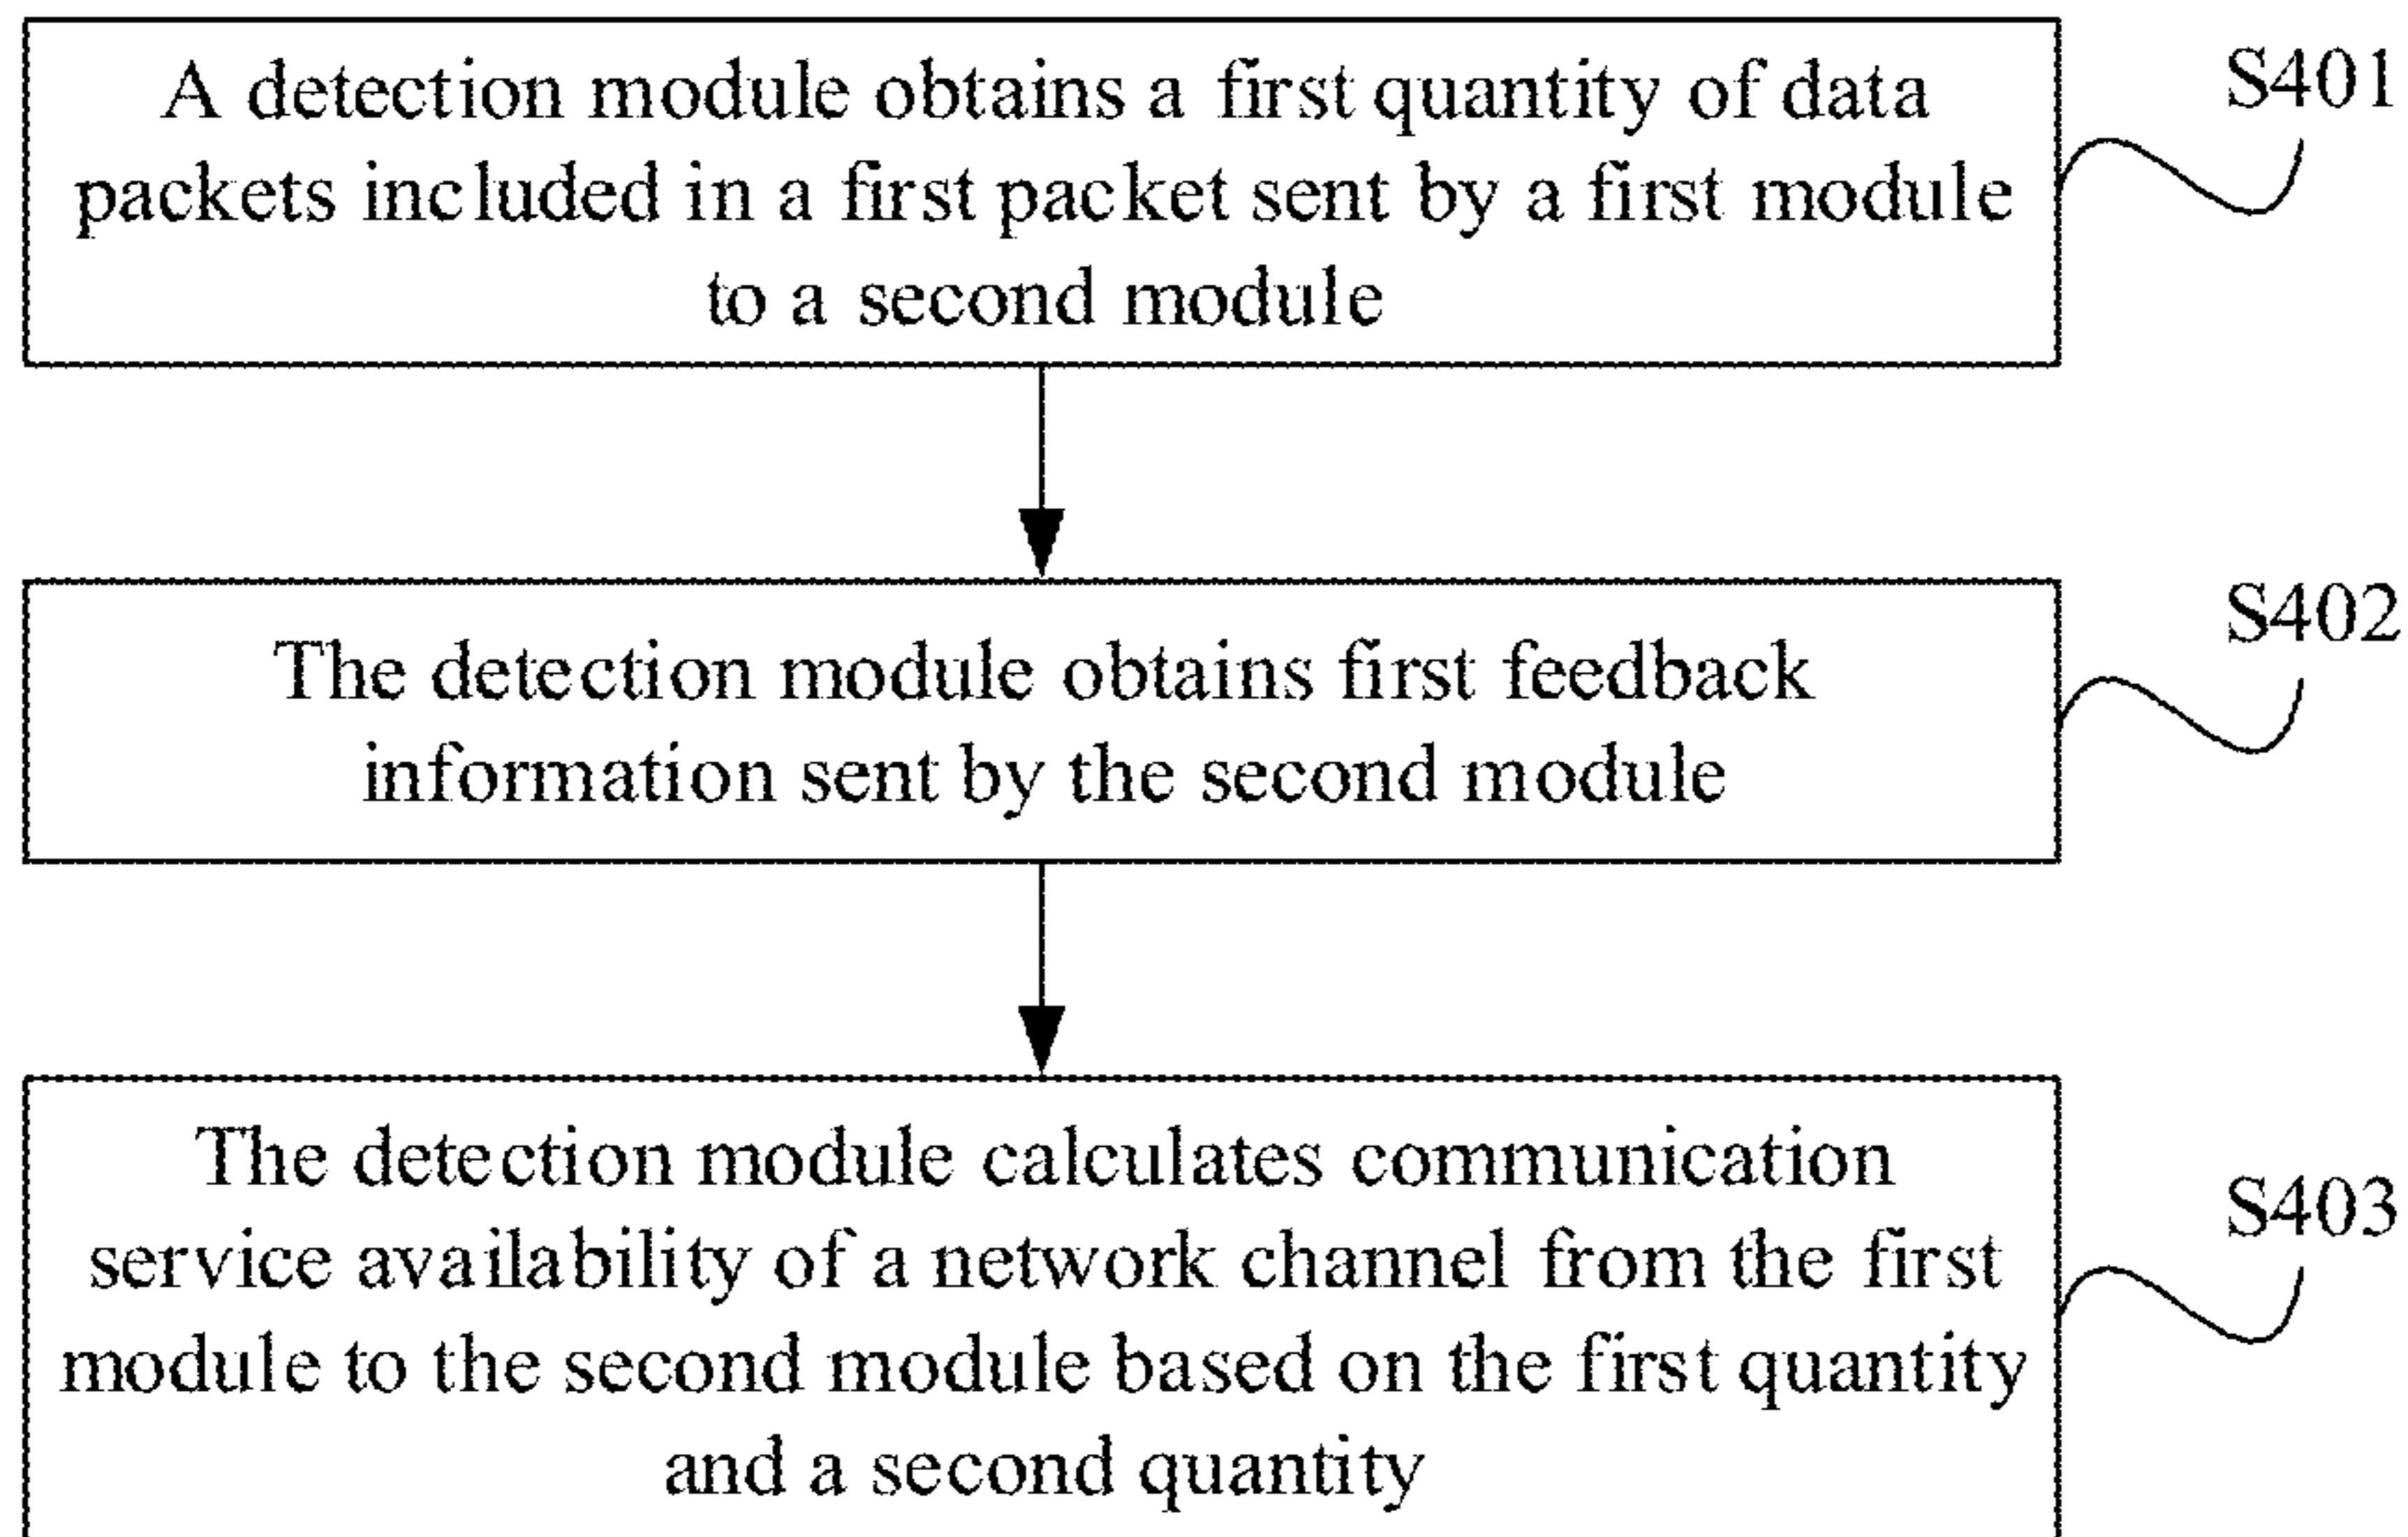 A detection module obtains a first quantity of data
packets included in a first packet sent by a first module
to a second module
S401
The detection module obtains first feedback
information sent by the second module
S402
The detection module calculates communication
service availability of a network channel from the first
module to the second module based on the first quantity
and a second quantity
S403